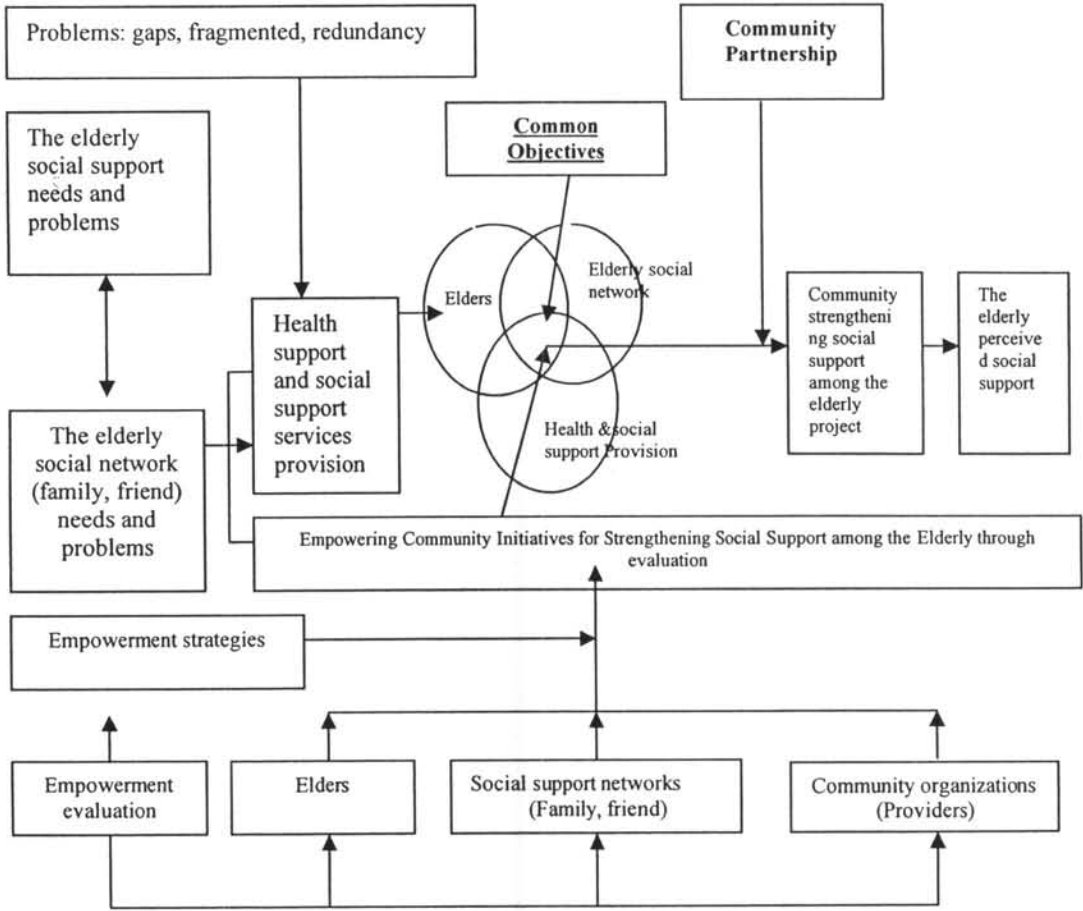 Problems: gaps, fragmented, redundancy
Community
Partnership
Common
Objectives
The elderly
social support
needs and
problems
Elders
Elderly social
network
Health
support
and social
support
services
provision
Community
strengtheni
ng social
support
among the
elderly
project
The
elderly
perceive
d social
support
The elderly
social network
(family, friend)
needs and
problems
Health &social
support Provision
Empowering Community Initiatives for Strengthening Social Support among the Elderly through
evaluation
Empowerment strategies
Empowerment
evaluation
Elders
Social support networks
(Family, friend)
Community organizations
(Providers)